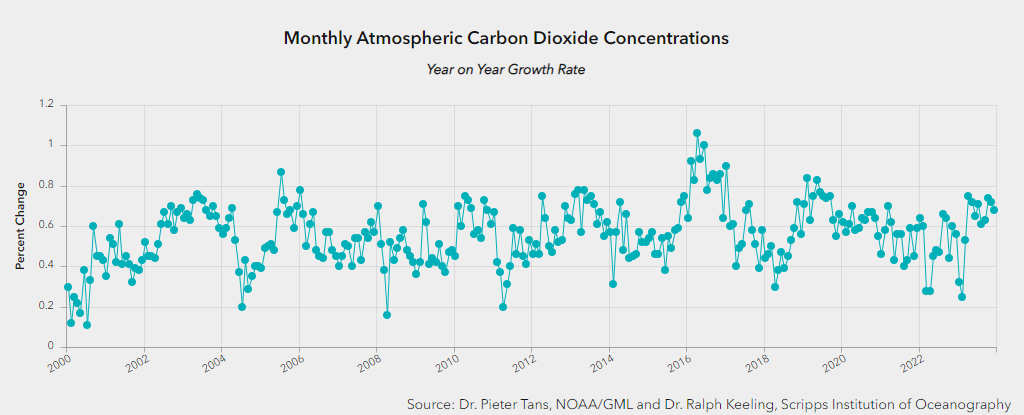 Monthly Atmospheric Carbon Dioxide Concentrations
Year on Year Growth Rate
Percent Change
1.2
1
0.8
0.6
0.4
0.2
0
2000 2002 2004 2006 2008 2010 2012 2014 2016 2018 2020 2022
Source: Dr. Pieter Tans, NOAA/GML and Dr. Ralph Keeling, Scripps Institution of Oceanography